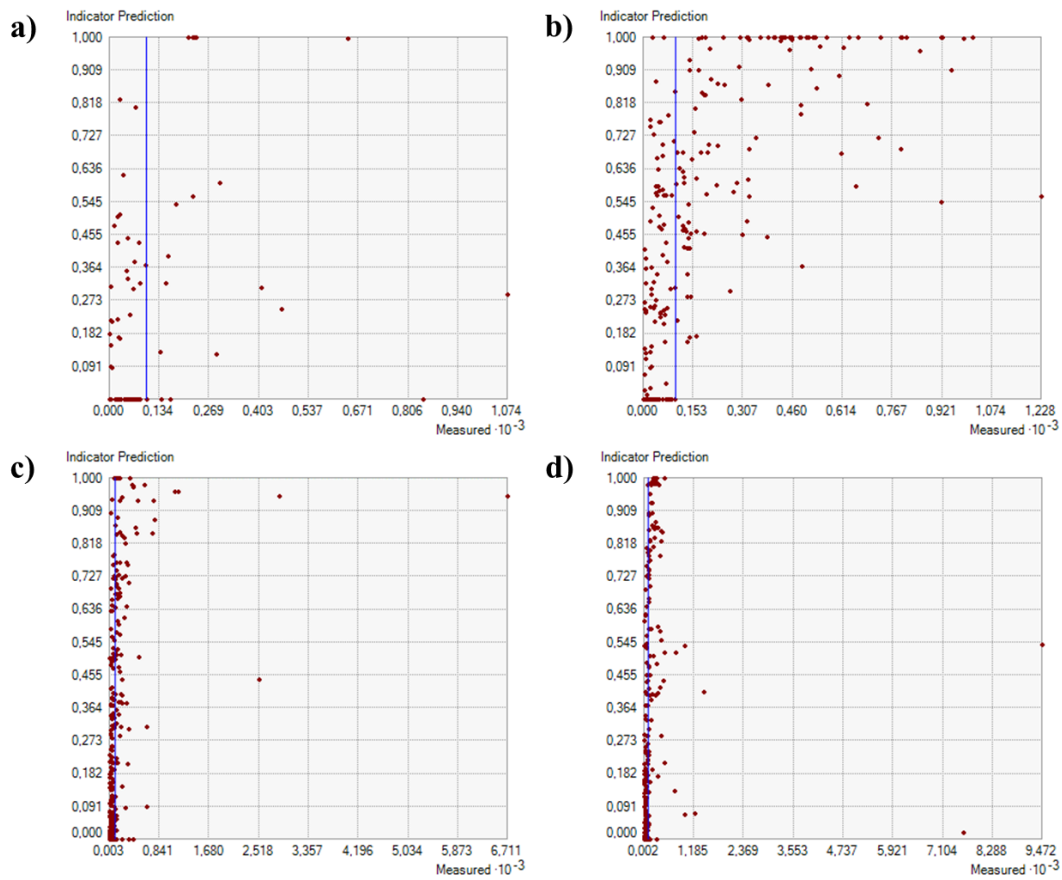 a)
Indicator Prediction
1,000
0,909
0,818
0,727
0,636
0,545
0,455
0,364
0,273
0,182
0,091
0,000 0,134 0,269 0,403 0,537 0,671 0,806 0,940 1,074
Measured ·10^-3
b)
Indicator Prediction
1,000
0,909
0,818
0,727
0,636
0,545
0,455
0,364
0,273
0,182
0,091
0,000 0,153 0,307 0,460 0,614 0,767 0,921 1,074 1,228
Measured ·10^-3
c)
Indicator Prediction
1,000
0,909
0,818
0,727
0,636
0,545
0,455
0,364
0,273
0,182
0,091
0,000
0,003 0,841 1,680 2,518 3,357 4,196 5,034 5,873 6,711
Measured ·10^-3
d)
Indicator Prediction
1,000
0,909
0,818
0,727
0,636
0,545
0,455
0,364
0,273
0,182
0,091
0,000
0,002 1,185 2,369 3,553 4,737 5,921 7,104 8,288 9,472
Measured ·10^-3